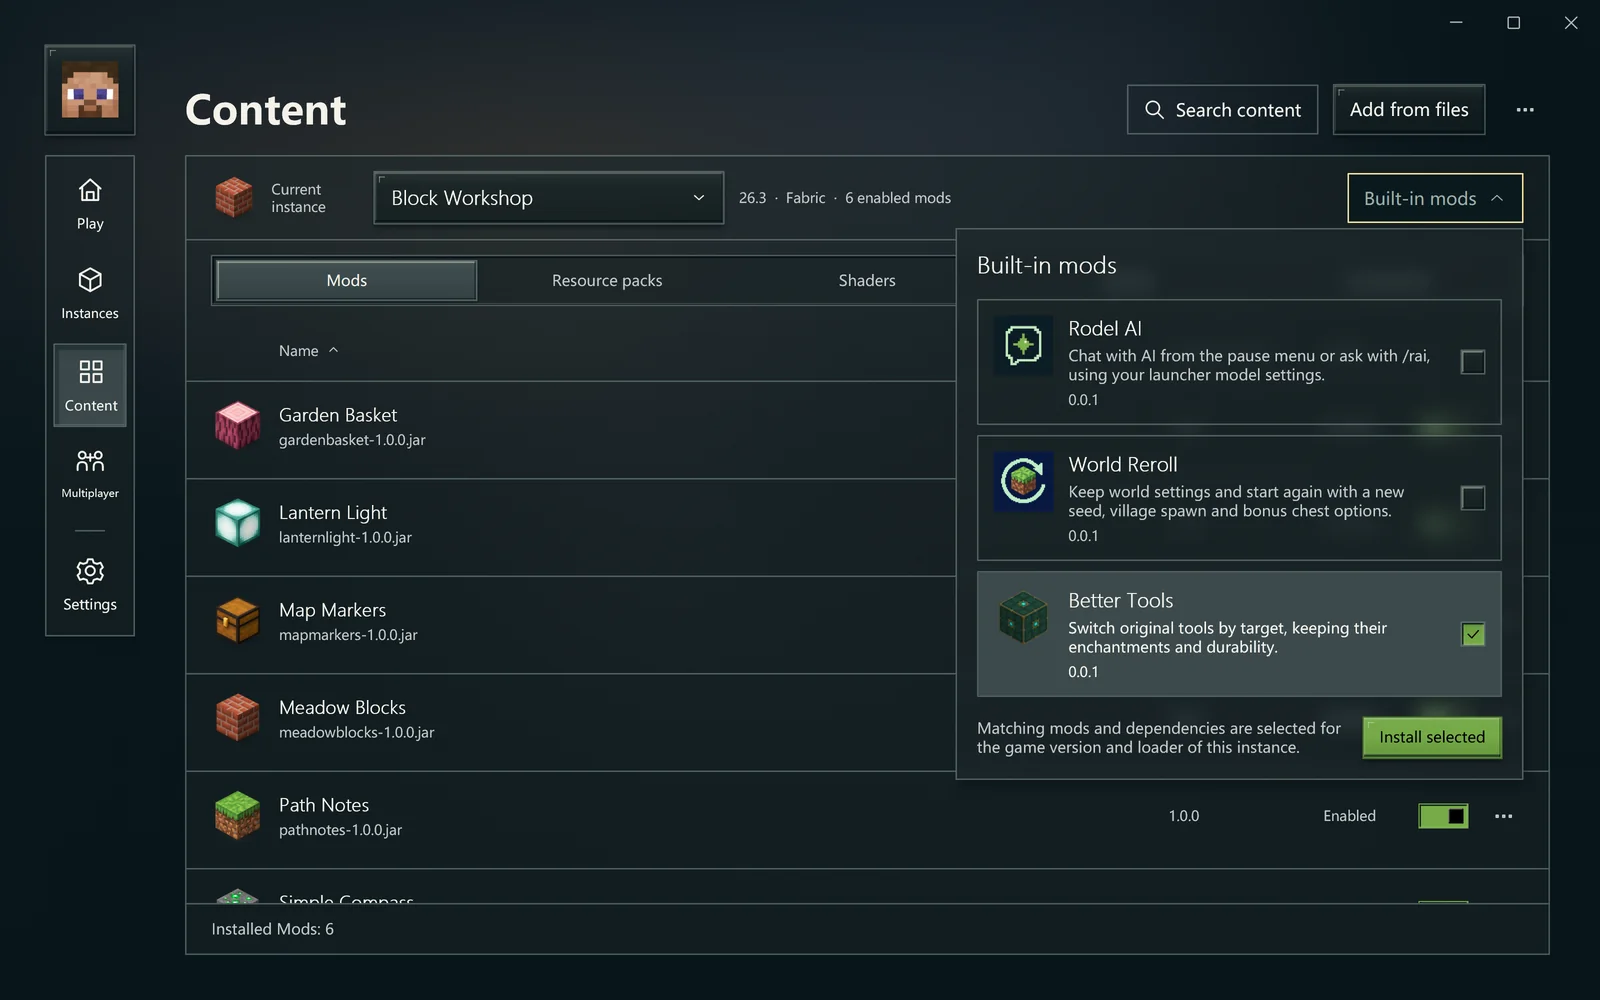 Content
Search content
Add from files
Play
Instances
Content
Multiplayer
Settings
Current
instance
Block Workshop
26.3 · Fabric · 6 enabled mods
Built-in mods
Mods
Resource packs
Shaders
Name
Garden Basket
gardenbasket-1.0.0.jar
Lantern Light
lanternlight-1.0.0.jar
Map Markers
mapmarkers-1.0.0.jar
Meadow Blocks
meadowblocks-1.0.0.jar
Path Notes
pathnotes-1.0.0.jar
1.0.0
Enabled
Simple Compass
Installed Mods: 6
Built-in mods
Rodel AI
Chat with AI from the pause menu or ask with /rai,
using your launcher model settings.
0.0.1
World Reroll
Keep world settings and start again with a new
seed, village spawn and bonus chest options.
0.0.1
Better Tools
Switch original tools by target, keeping their
enchantments and durability.
0.0.1
Matching mods and dependencies are selected for
the game version and loader of this instance.
Install selected